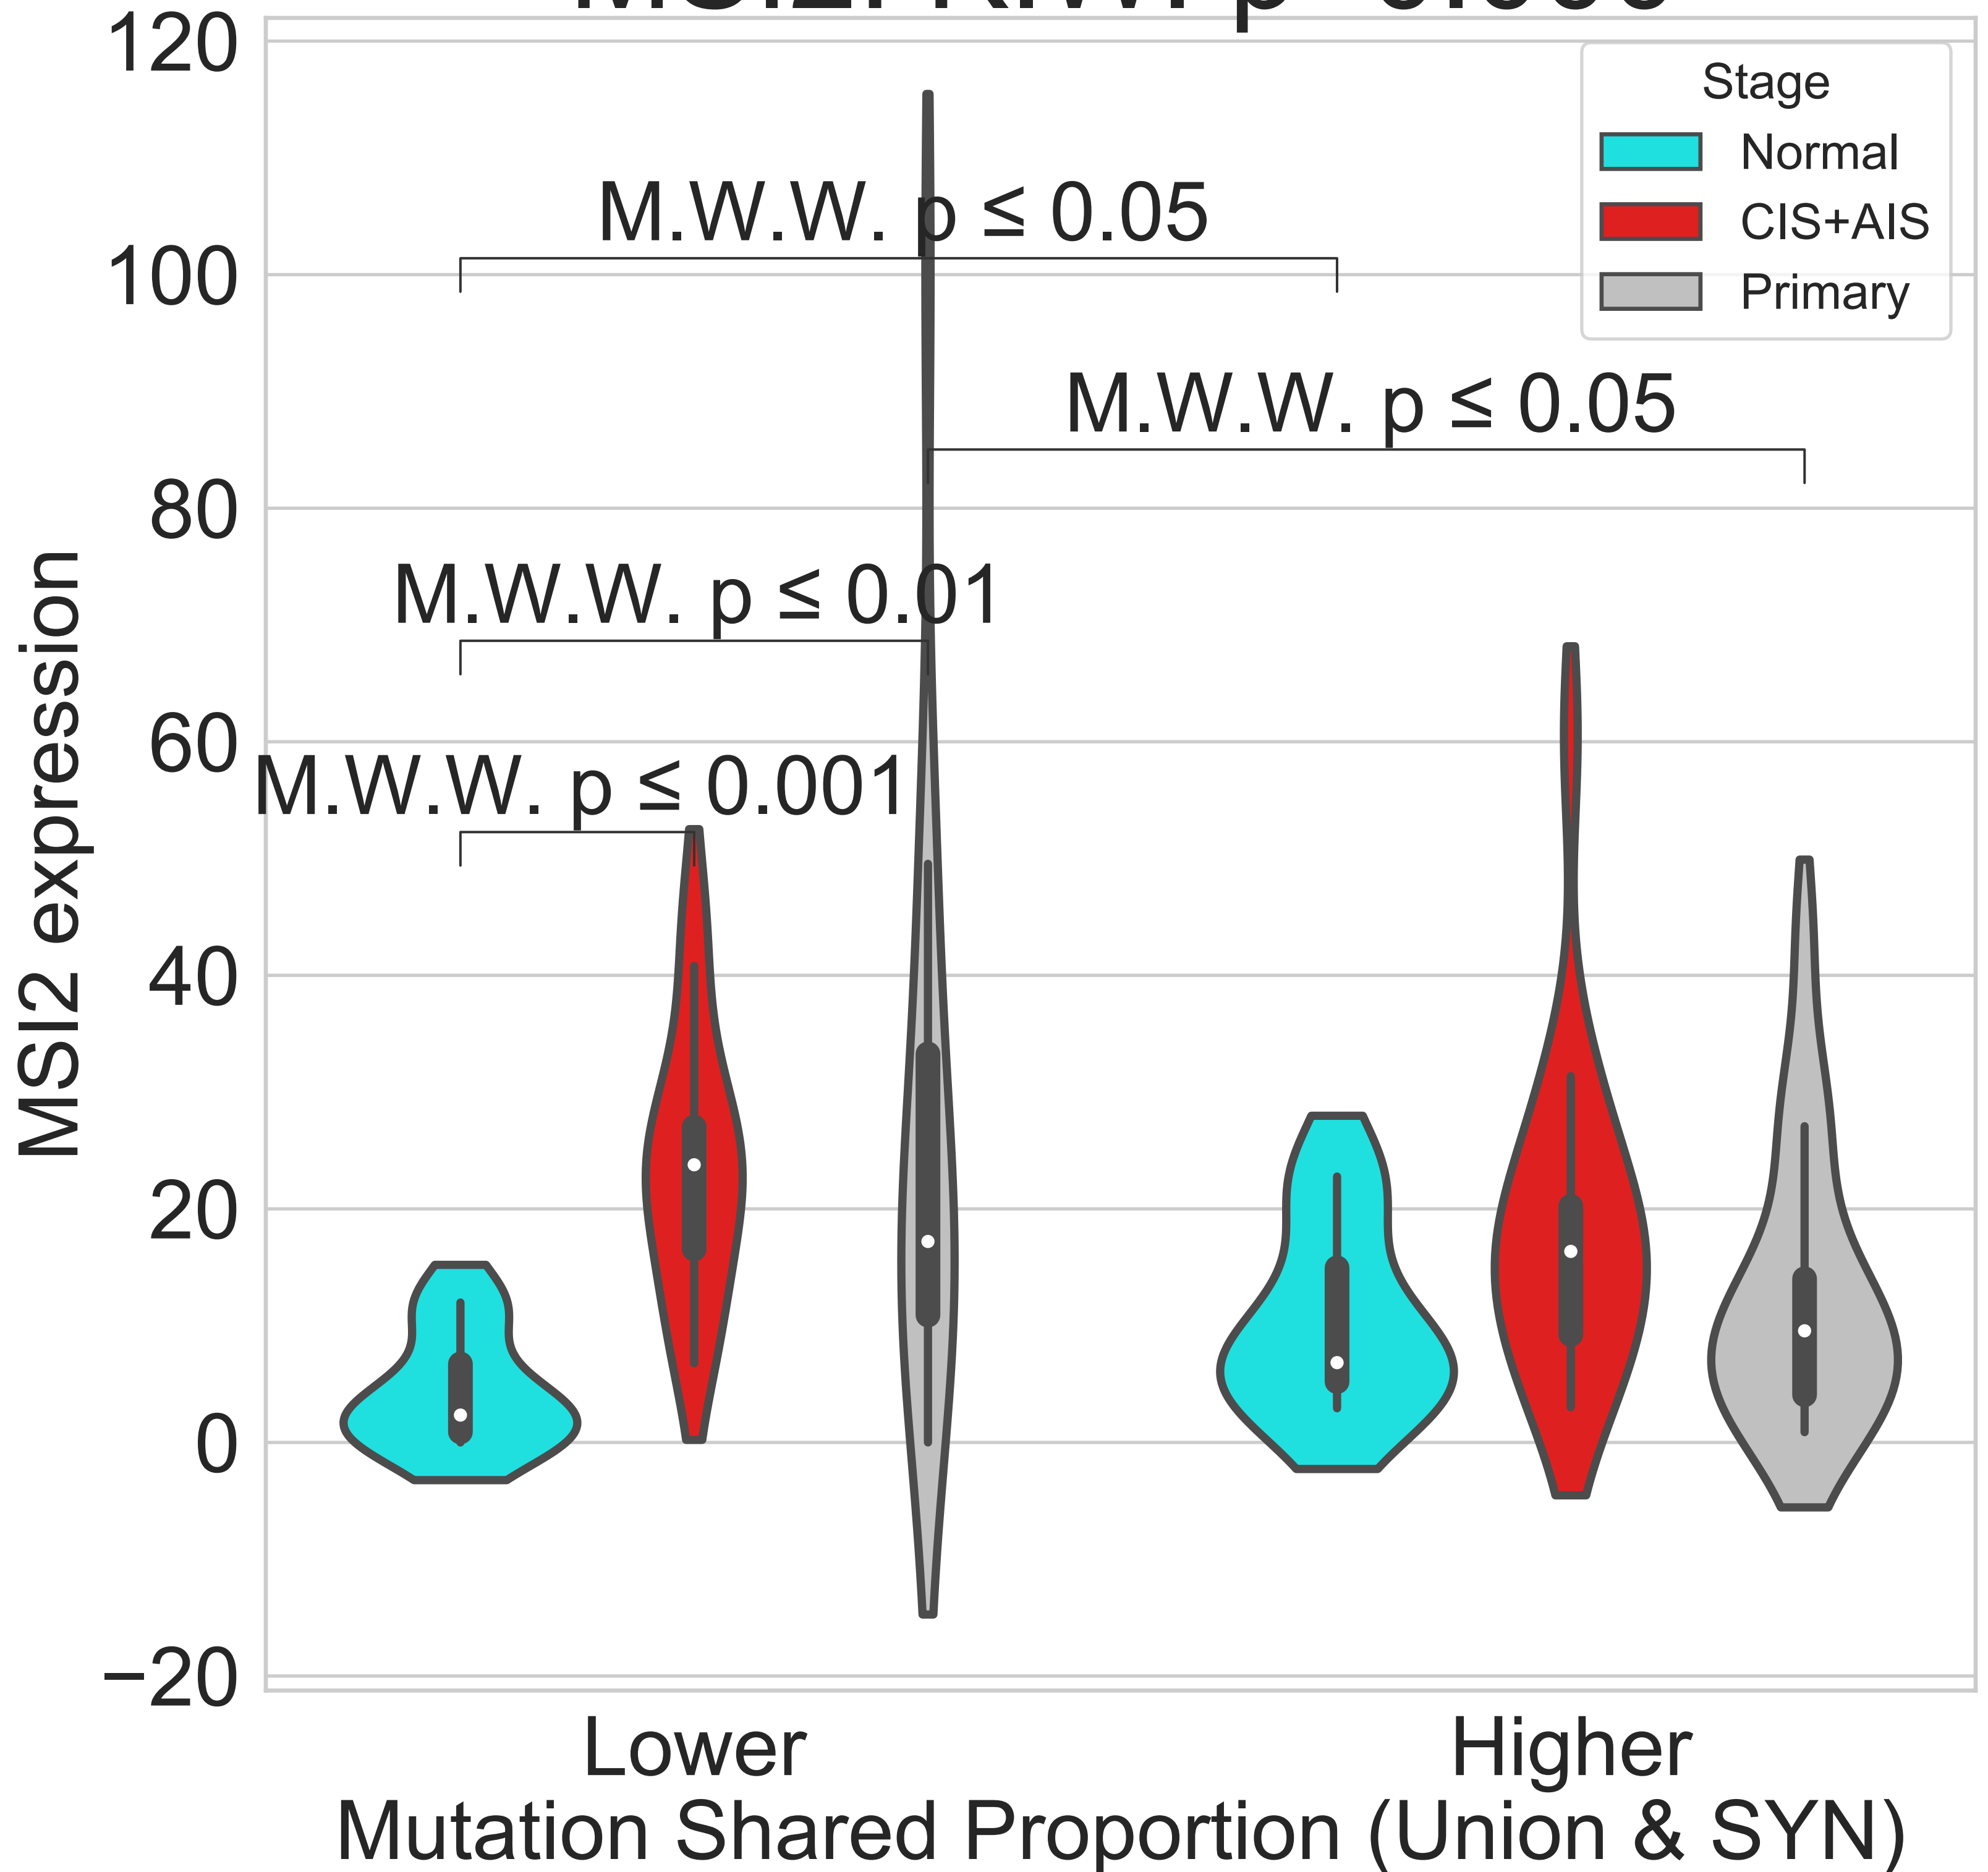 120
100
80
60
40
20
0
−20
MSI2 expression
Stage
Normal
CIS+AIS
Primary
M.W.W. p ≤ 0.05
M.W.W. p ≤ 0.05
M.W.W. p ≤ 0.01
M.W.W. p ≤ 0.001
Lower
Higher
Mutation Shared Proportion (Union & SYN)